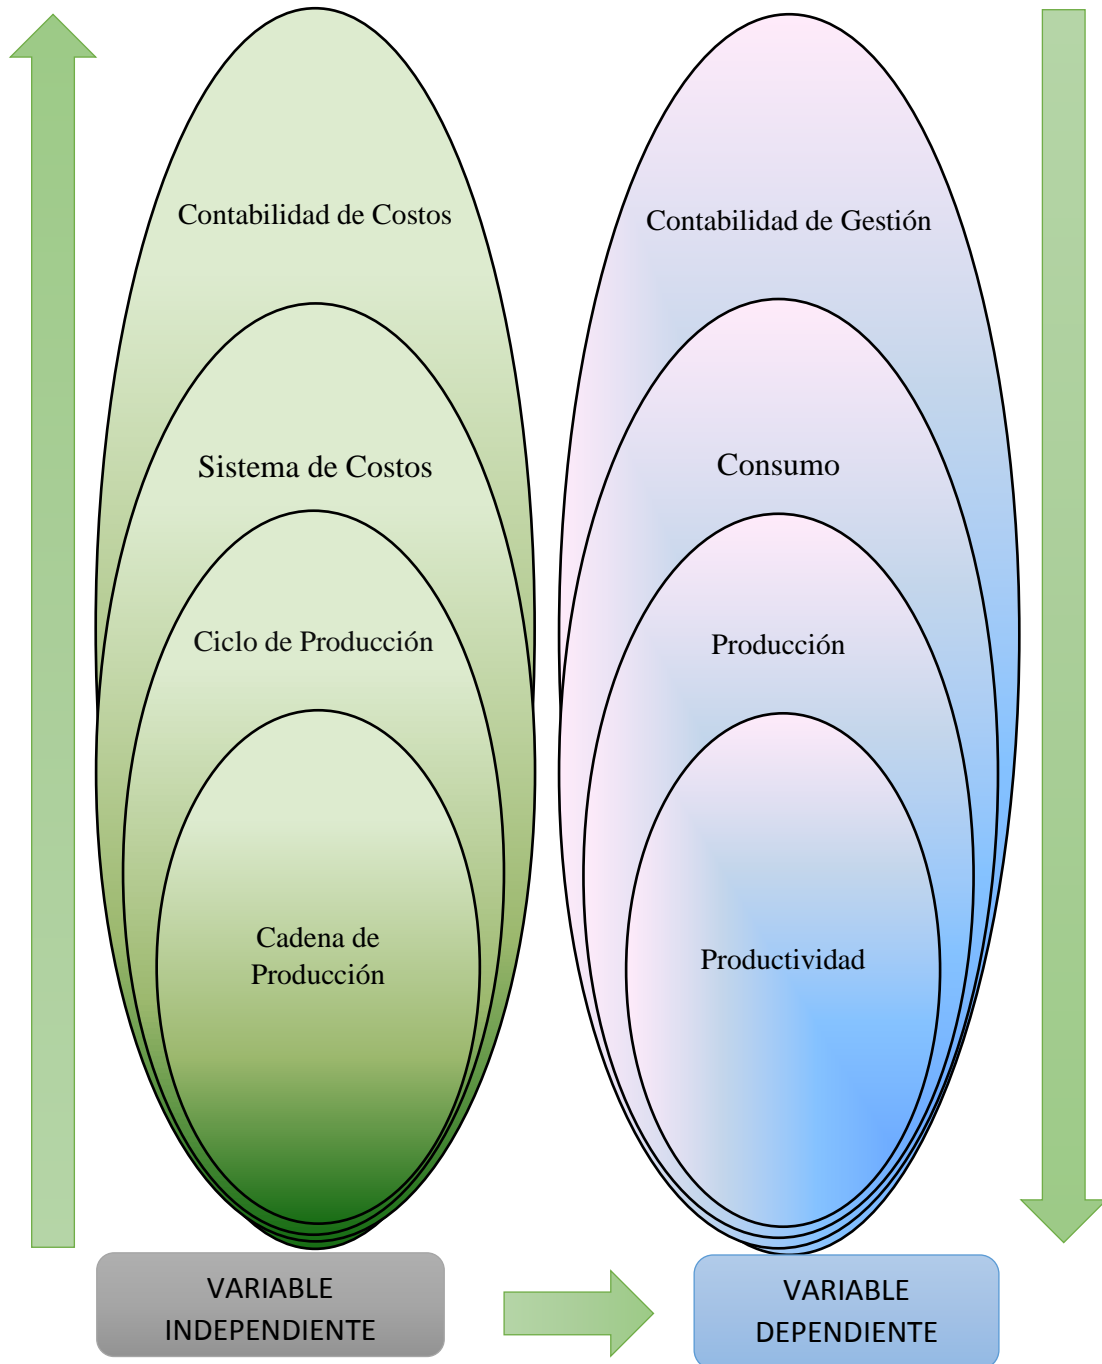 Contabilidad de Costos
Sistema de Costos
Ciclo de Producción
Cadena de
Producción
VARIABLE
INDEPENDIENTE
Contabilidad de Gestión
Consumo
Producción
Productividad
VARIABLE
DEPENDIENTE